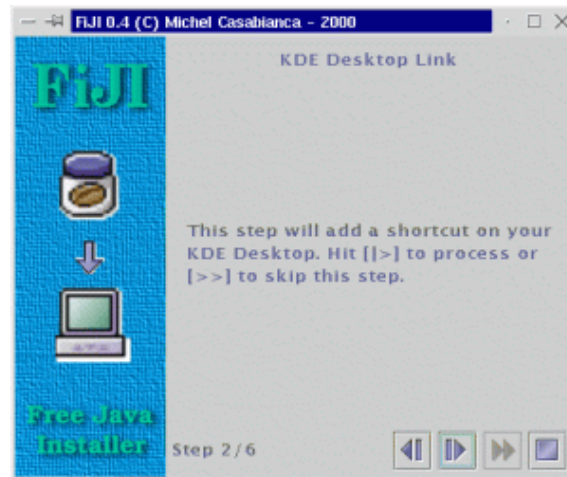 FiJI 0.4 (C) Michel Casabianca - 2000
FiJI
KDE Desktop Link
This step will add a shortcut on your
KDE Desktop. Hit [|>] to process or
[>>] to skip this step.
Free Java
Installer
Step 2/6